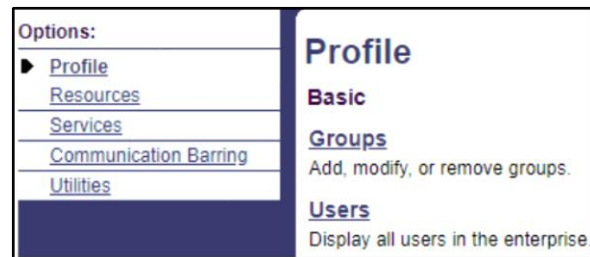 Options:
Profile
Resources
Services
Communication Barring
Utilities
Profile
Basic
Groups
Add, modify, or remove groups.
Users
Display all users in the enterprise.